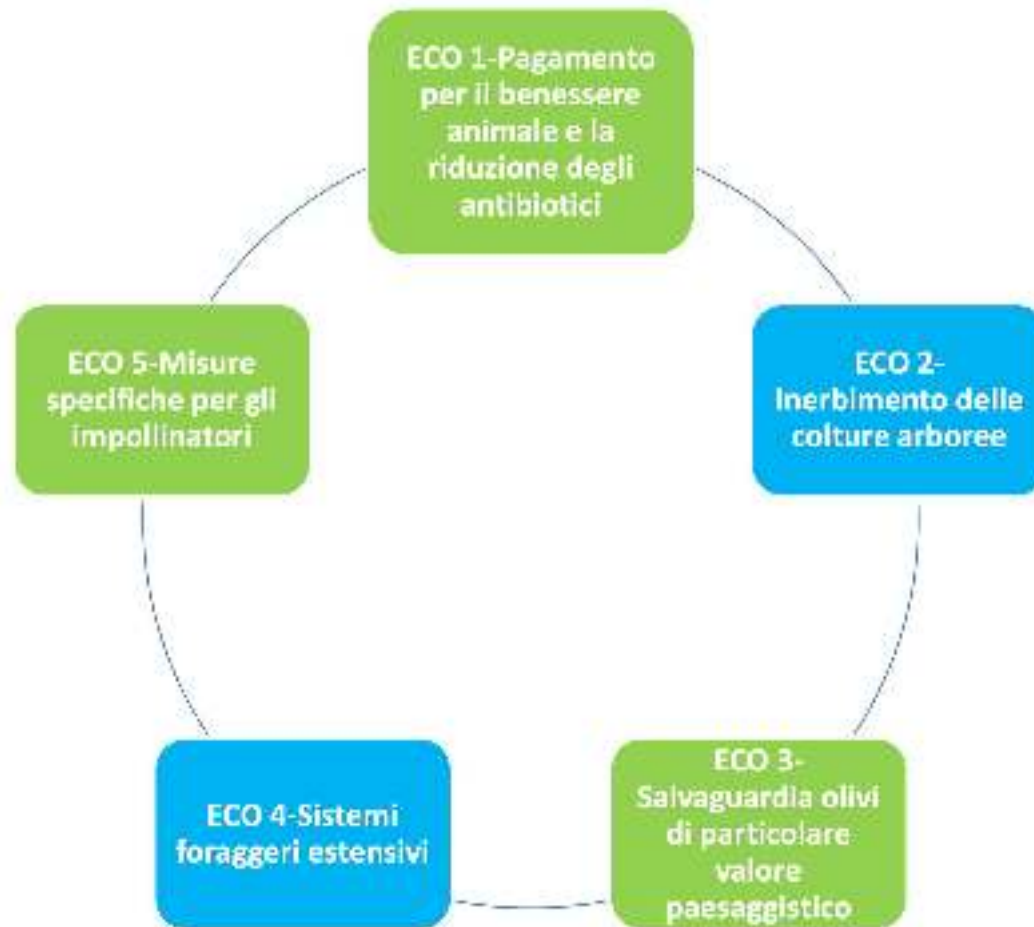 ECO 1-Pagamento
per il benessere
animale e la
riduzione degli
antibiotici
ECO 2-
Inerbimento delle
colture arboree
ECO 3-
Salvaguardia olivi
di particolare
valore
paesaggistico
ECO 4-Sistemi
foraggeri estensivi
ECO 5-Misure
specifiche per gli
impollinatori